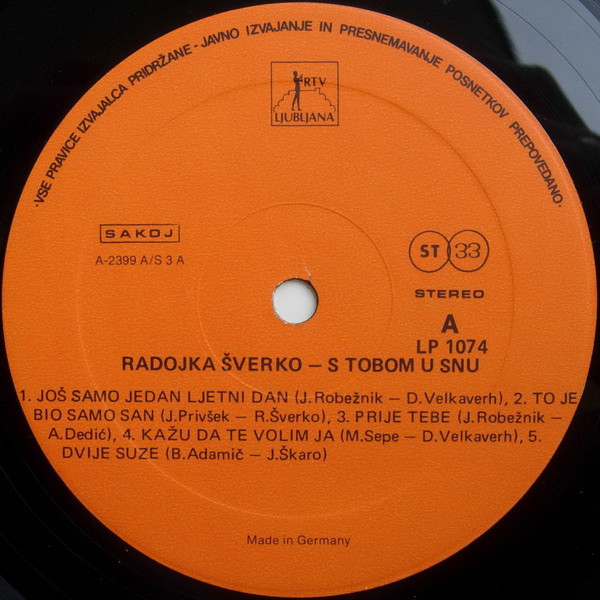 ·VSE PRAVICE IZVAJALCA PRIDRŽANE - JAVNO IZVAJANJE IN PRESNEMAVANJE POSNETKOV PREPOVEDANO·
RTV
LJUBLJANA
SAKOJ
A-2399 A/S 3 A
ST 33
STEREO
A
LP 1074
RADOJKA ŠVERKO – S TOBOM U SNU
1. JOŠ SAMO JEDAN LJETNI DAN (J.Robežnik – D.Velkaverh), 2. TO JE
BIO SAMO SAN (J.Privšek – R.Šverko), 3. PRIJE TEBE (J.Robežnik –
A.Dedić), 4. KAŽU DA TE VOLIM JA (M.Sepe – D.Velkaverh), 5.
DVIJE SUZE (B.Adamič – J.Škaro)
Made in Germany